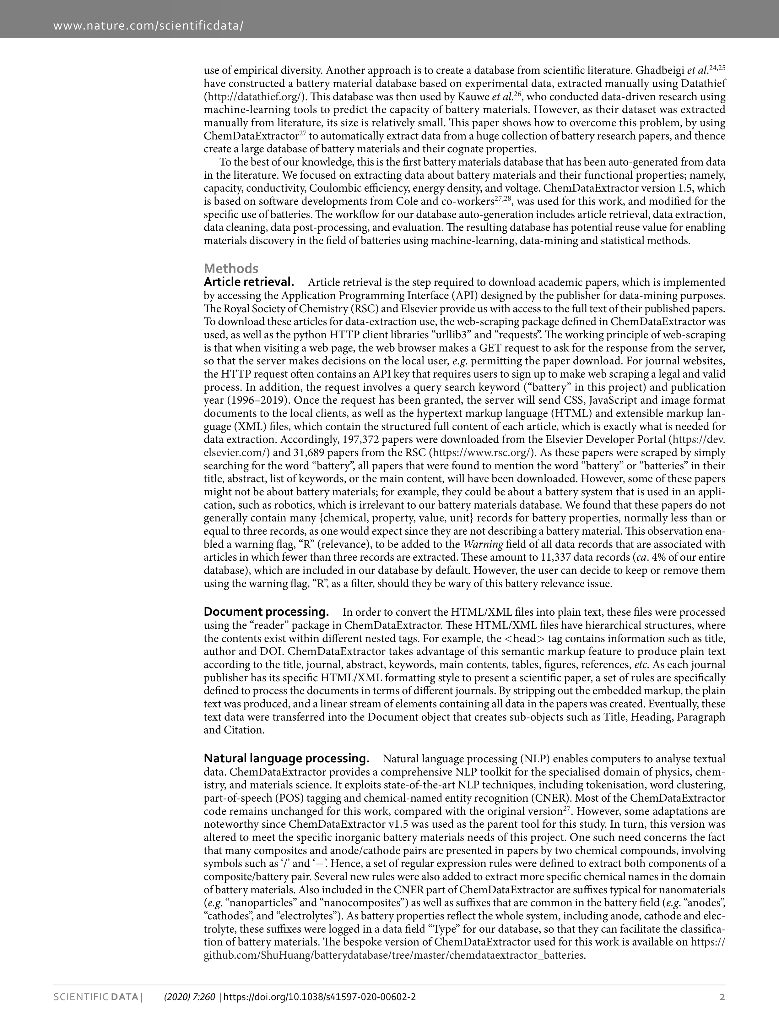 www.nature.com/scientificdata/
use of empirical diversity. Another approach is to create a database from scientific literature. Ghadbeigi et al.24,25
have constructed a battery material database based on experimental data, extracted manually using Datathief
(http://datathief.org/). This database was then used by Kauwe et al.26, who conducted data-driven research using
machine-learning tools to predict the capacity of battery materials. However, as their dataset was extracted
manually from literature, its size is relatively small. This paper shows how to overcome this problem, by using
ChemDataExtractor27 to automatically extract data from a huge collection of battery research papers, and thence
create a large database of battery materials and their cognate properties.
To the best of our knowledge, this is the first battery materials database that has been auto-generated from data
in the literature. We focused on extracting data about battery materials and their functional properties; namely,
capacity, conductivity, Coulombic efficiency, energy density, and voltage. ChemDataExtractor version 1.5, which
is based on software developments from Cole and co-workers27,28, was used for this work, and modified for the
specific use of batteries. The workflow for our database auto-generation includes article retrieval, data extraction,
data cleaning, data post-processing, and evaluation. The resulting database has potential reuse value for enabling
materials discovery in the field of batteries using machine-learning, data-mining and statistical methods.
Methods
Article retrieval. Article retrieval is the step required to download academic papers, which is implemented
by accessing the Application Programming Interface (API) designed by the publisher for data-mining purposes.
The Royal Society of Chemistry (RSC) and Elsevier provide us with access to the full text of their published papers.
To download these articles for data-extraction use, the web-scraping package defined in ChemDataExtractor was
used, as well as the python HTTP client libraries "urllib3" and "requests". The working principle of web-scraping
is that when visiting a web page, the web browser makes a GET request to ask for the response from the server,
so that the server makes decisions on the local user, e.g. permitting the paper download. For journal websites,
the HTTP request often contains an API key that requires users to sign up to make web scraping a legal and valid
process. In addition, the request involves a query search keyword ("battery" in this project) and publication
year (1996–2019). Once the request has been granted, the server will send CSS, JavaScript and image format
documents to the local clients, as well as the hypertext markup language (HTML) and extensible markup lan-
guage (XML) files, which contain the structured full content of each article, which is exactly what is needed for
data extraction. Accordingly, 197,372 papers were downloaded from the Elsevier Developer Portal (https://dev.
elsevier.com/) and 31,689 papers from the RSC (https://www.rsc.org/). As these papers were scraped by simply
searching for the word "battery", all papers that were found to mention the word "battery" or "batteries" in their
title, abstract, list of keywords, or the main content, will have been downloaded. However, some of these papers
might not be about battery materials; for example, they could be about a battery system that is used in an appli-
cation, such as robotics, which is irrelevant to our battery materials database. We found that these papers do not
generally contain many {chemical, property, value, unit} records for battery properties, normally less than or
equal to three records, as one would expect since they are not describing a battery material. This observation ena-
bled a warning flag, "R" (relevance), to be added to the Warning field of all data records that are associated with
articles in which fewer than three records are extracted. These amount to 11,337 data records (ca. 4% of our entire
database), which are included in our database by default. However, the user can decide to keep or remove them
using the warning flag, "R", as a filter, should they be wary of this battery relevance issue.
Document processing. In order to convert the HTML/XML files into plain text, these files were processed
using the "reader" package in ChemDataExtractor. These HTML/XML files have hierarchical structures, where
the contents exist within different nested tags. For example, the <head> tag contains information such as title,
author and DOI. ChemDataExtractor takes advantage of this semantic markup feature to produce plain text
according to the title, journal, abstract, keywords, main contents, tables, figures, references, etc. As each journal
publisher has its specific HTML/XML formatting style to present a scientific paper, a set of rules are specifically
defined to process the documents in terms of different journals. By stripping out the embedded markup, the plain
text was produced, and a linear stream of elements containing all data in the papers was created. Eventually, these
text data were transferred into the Document object that creates sub-objects such as Title, Heading, Paragraph
and Citation.
Natural language processing. Natural language processing (NLP) enables computers to analyse textual
data. ChemDataExtractor provides a comprehensive NLP toolkit for the specialised domain of physics, chem-
istry, and materials science. It exploits state-of-the-art NLP techniques, including tokenisation, word clustering,
part-of-speech (POS) tagging and chemical-named entity recognition (CNER). Most of the ChemDataExtractor
code remains unchanged for this work, compared with the original version27. However, some adaptations are
noteworthy since ChemDataExtractor v1.5 was used as the parent tool for this study. In turn, this version was
altered to meet the specific inorganic battery materials needs of this project. One such need concerns the fact
that many composites and anode/cathode pairs are presented in papers by two chemical compounds, involving
symbols such as '/' and '−'. Hence, a set of regular expression rules were defined to extract both components of a
composite/battery pair. Several new rules were also added to extract more specific chemical names in the domain
of battery materials. Also included in the CNER part of ChemDataExtractor are suffixes typical for nanomaterials
(e.g. "nanoparticles" and "nanocomposites") as well as suffixes that are common in the battery field (e.g. "anodes",
"cathodes", and "electrolytes"). As battery properties reflect the whole system, including anode, cathode and elec-
trolyte, these suffixes were logged in a data field "Type" for our database, so that they can facilitate the classifica-
tion of battery materials. The bespoke version of ChemDataExtractor used for this work is available on https://
github.com/ShuHuang/batterydatabase/tree/master/chemdataextractor_batteries.
SCIENTIFIC DATA | (2020) 7:260 | https://doi.org/10.1038/s41597-020-00602-2 2